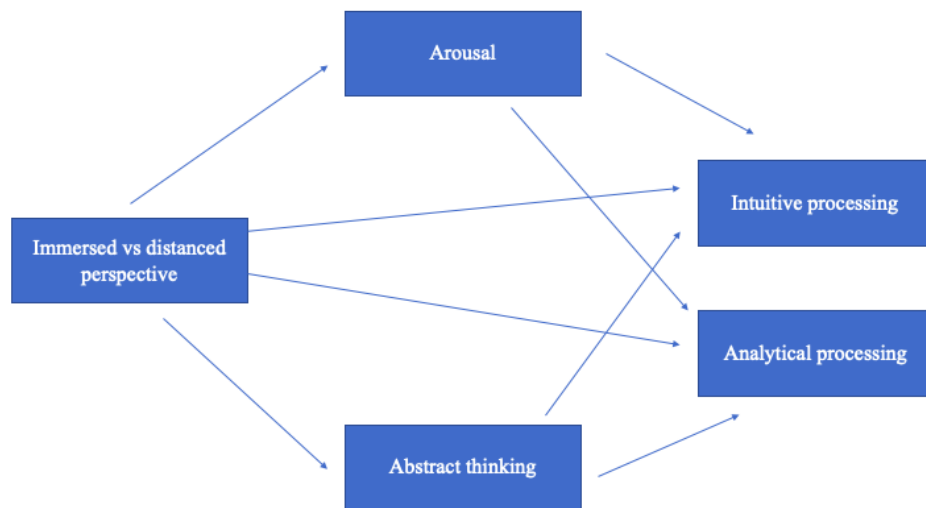 Arousal
Intuitive processing
Immersed vs distanced
perspective
Analytical processing
Abstract thinking